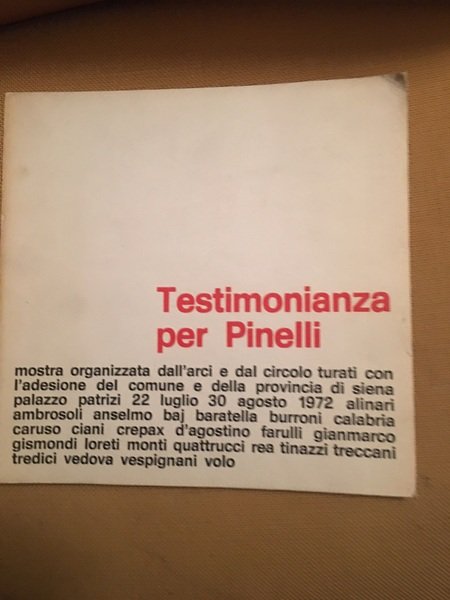 Testimonianza
per Pinelli
mostra organizzata dall'arci e dal circolo turati con
l'adesione del comune e della provincia di siena
palazzo patrizi 22 luglio 30 agosto 1972 alinari
ambrosoli anselmo baj baratella burroni calabria
caruso ciani crepax d'agostino farulli gianmarco
gismondi loreti monti quattrucci rea tinazzi treccani
tredici vedova vespignani volo